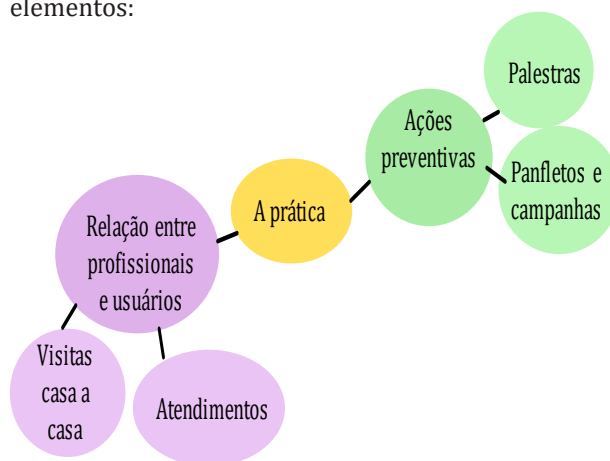 elementos:
Palestras
Ações
preventivas
Panfletos e
campanhas
A prática
Relação entre
profissionais
e usuários
Visitas
casa a
casa
Atendimentos